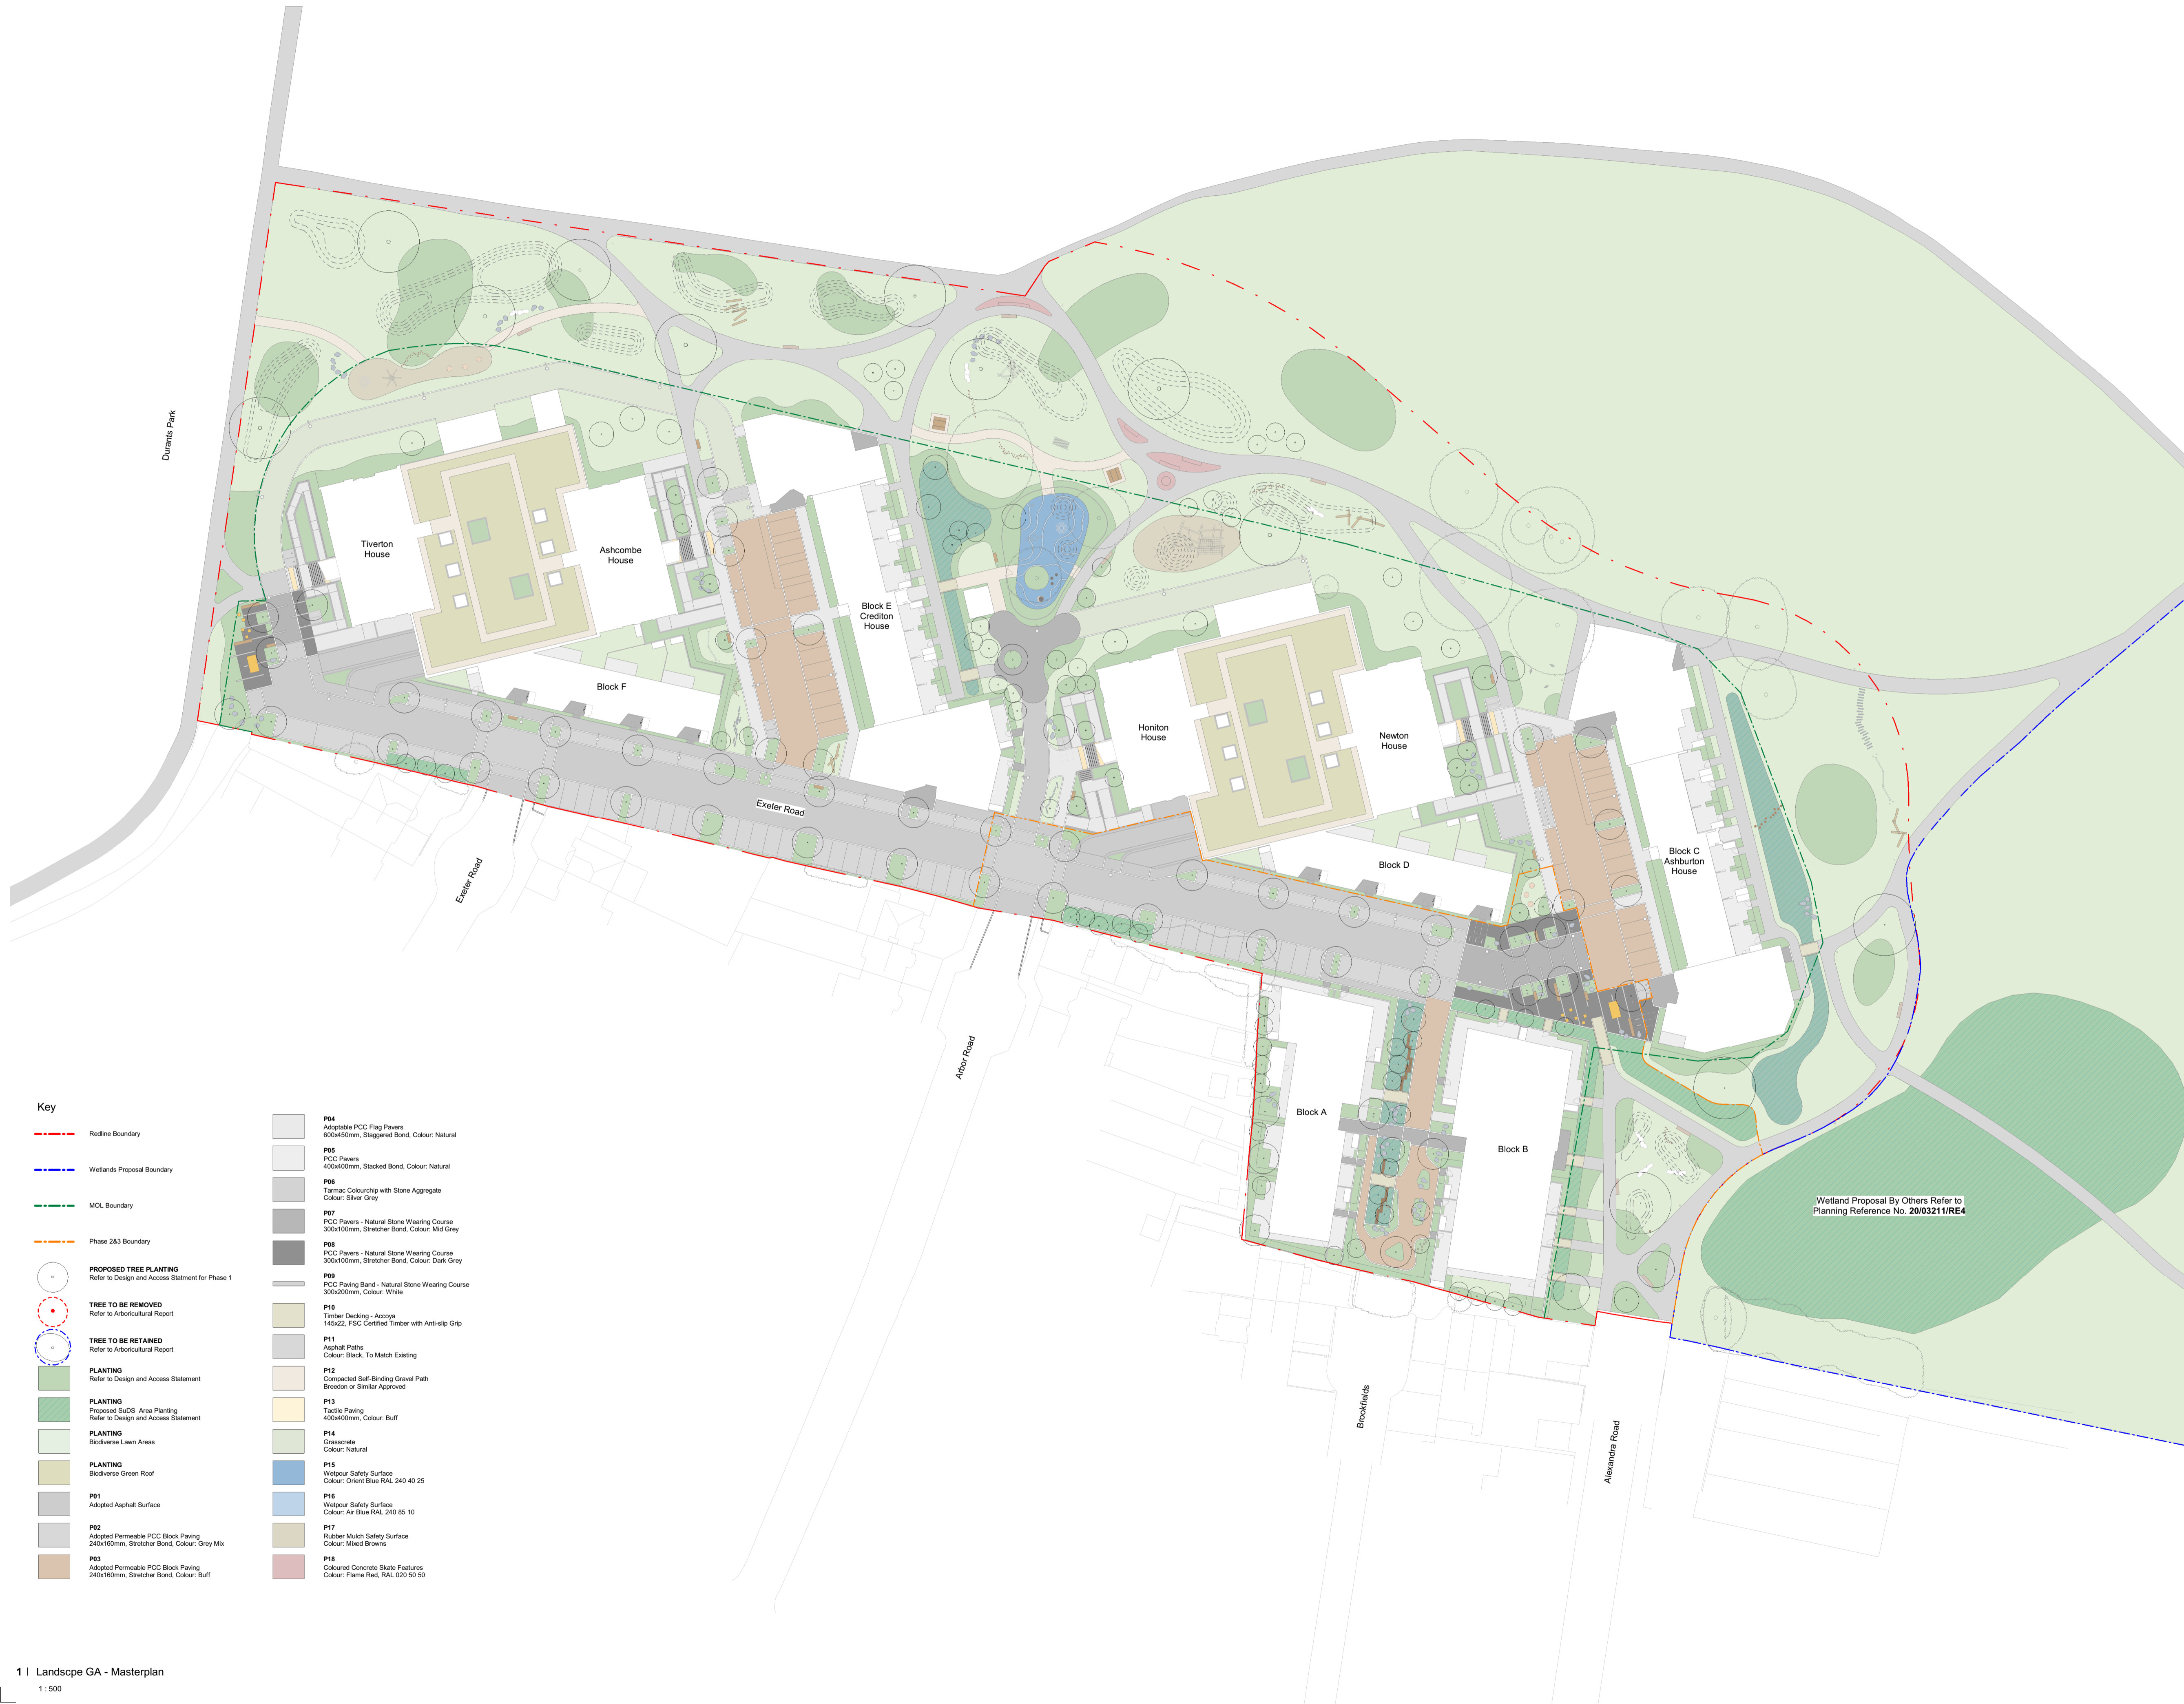 Durrants Park
Tiverton
House
Ashcombe
House
Block E
Crediton
House
Block F
Honiton
House
Newton
House
Exeter Road
Block D
Block C
Ashburton
House
Exeter Road
Arbor Road
Block A
Block B
Wetland Proposal By Others Refer to
Planning Reference No. 20/03211/RE4
Brookfields
Alexandra Road
Key
Redline Boundary
Wetlands Proposal Boundary
MOL Boundary
Phase 2&3 Boundary
PROPOSED TREE PLANTING
Refer to Design and Access Statment for Phase 1
TREE TO BE REMOVED
Refer to Arboricultural Report
TREE TO BE RETAINED
Refer to Arboricultural Report
PLANTING
Refer to Design and Access Statement
PLANTING
Proposed SuDS Area Planting
Refer to Design and Access Statement
PLANTING
Biodiverse Lawn Areas
PLANTING
Biodiverse Green Roof
P01
Adopted Asphalt Surface
P02
Adopted Permeable PCC Block Paving
240x160mm, Stretcher Bond, Colour: Grey Mix
P03
Adopted Permeable PCC Block Paving
240x160mm, Stretcher Bond, Colour: Buff
P04
Adoptable PCC Flag Pavers
600x450mm, Staggered Bond, Colour: Natural
P05
PCC Pavers
400x400mm, Stacked Bond, Colour: Natural
P06
Tarmac Colourchip with Stone Aggregate
Colour: Silver Grey
P07
PCC Pavers - Natural Stone Wearing Course
300x100mm, Stretcher Bond, Colour: Mid Grey
P08
PCC Pavers - Natural Stone Wearing Course
300x100mm, Stretcher Bond, Colour: Dark Grey
P09
PCC Paving Band - Natural Stone Wearing Course
300x200mm, Colour: White
P10
Timber Decking - Accoya
145x22, FSC Certified Timber with Anti-slip Grip
P11
Asphalt Paths
Colour: Black, To Match Existing
P12
Compacted Self-Binding Gravel Path
Breedon or Similar Approved
P13
Tactile Paving
400x400mm, Colour: Buff
P14
Grasscrete
Colour: Natural
P15
Wetpour Safety Surface
Colour: Orient Blue RAL 240 40 25
P16
Wetpour Safety Surface
Colour: Air Blue RAL 240 85 10
P17
Rubber Mulch Safety Surface
Colour: Mixed Browns
P18
Coloured Concrete Skate Features
Colour: Flame Red, RAL 020 50 50
1 | Landscpe GA - Masterplan
1 : 500